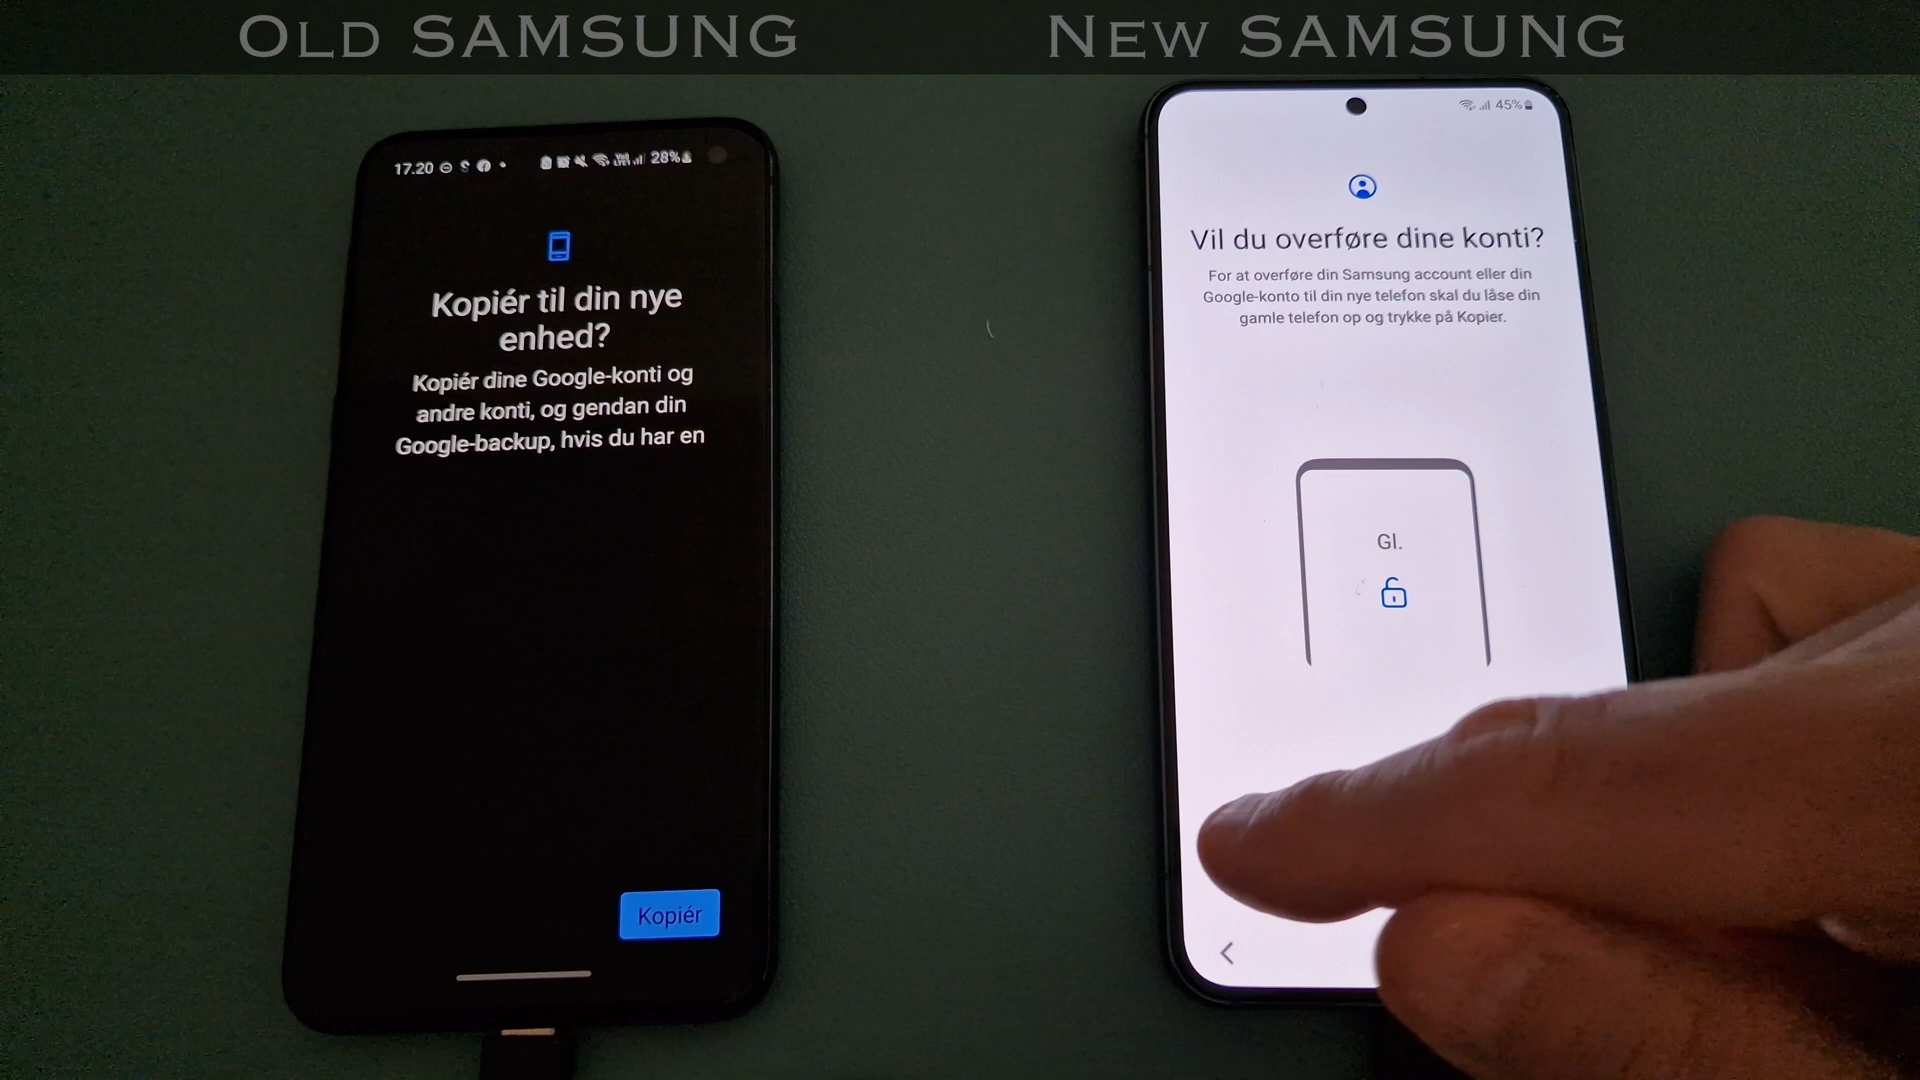 OLD SAMSUNG
NEW SAMSUNG
17.20
28%
Kopiér til din nye
enhed?
Kopiér dine Google-konti og
andre konti, og gendan din
Google-backup, hvis du har en
Kopiér
45%
Vil du overføre dine konti?
For at overføre din Samsung account eller din
Google-konto til din nye telefon skal du låse din
gamle telefon op og trykke på Kopier.
Gl.